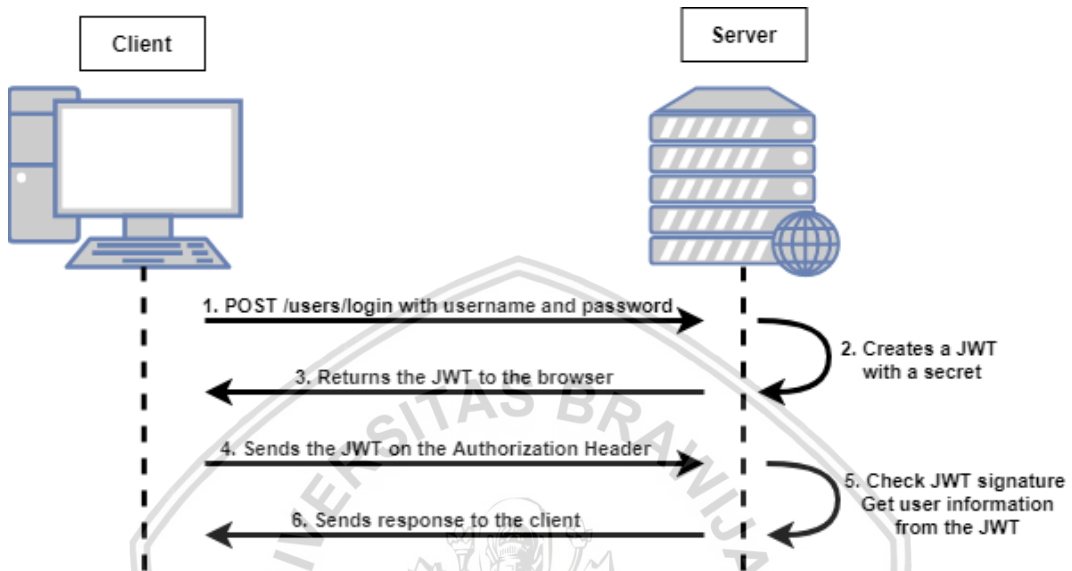 Client
Server
1. POST /users/login with username and password
2. Creates a JWT
with a secret
3. Returns the JWT to the browser
4. Sends the JWT on the Authorization Header
5. Check JWT signature
Get user information
from the JWT
6. Sends response to the client
IVERSITAS BRAWIJA